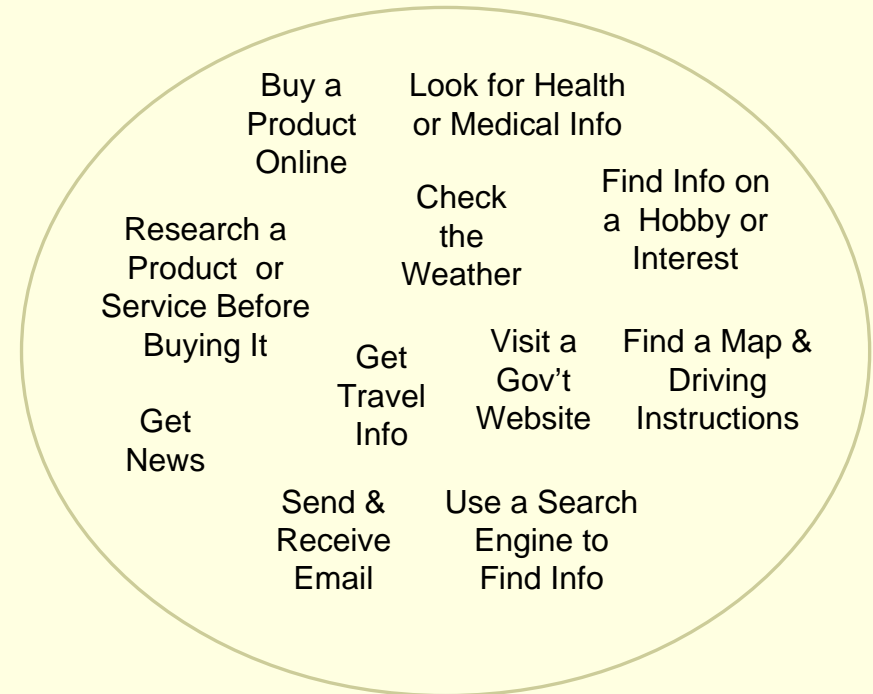 Buy a
Product
Online
Look for Health
or Medical Info
Check
the
Weather
Find Info on
a  Hobby or
Interest
Research a
Product  or
Service Before
Buying It
Get
Travel
Info
Visit a
Gov’t
Website
Find a Map &
Driving
Instructions
Get
News
Send &
Receive
Email
Use a Search
Engine to
Find Info